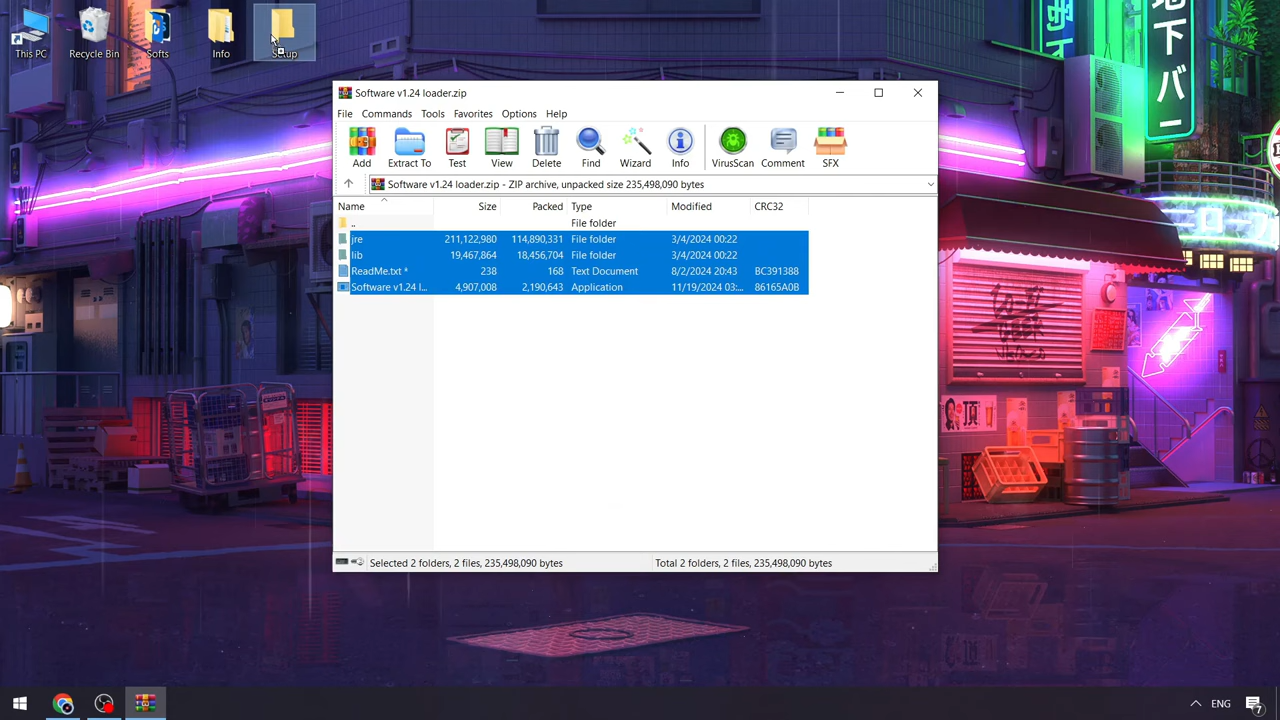 This PC
Recycle Bin
Softs
Info
Setup
Software v1.24 loader.zip
File Commands Tools Favorites Options Help
Add Extract To Test View Delete Find Wizard Info VirusScan Comment SFX
Software v1.24 loader.zip - ZIP archive, unpacked size 235,498,090 bytes
Name Size Packed Type Modified CRC32
.. File folder
jre 211,122,980 114,890,331 File folder 3/4/2024 00:22
lib 19,467,864 18,456,704 File folder 3/4/2024 00:22
ReadMe.txt * 238 168 Text Document 8/2/2024 20:43 BC391388
Software v1.24 l... 4,907,008 2,190,643 Application 11/19/2024 03:... 86165A0B
Selected 2 folders, 2 files, 235,498,090 bytes
Total 2 folders, 2 files, 235,498,090 bytes
地下バー
ENG
7